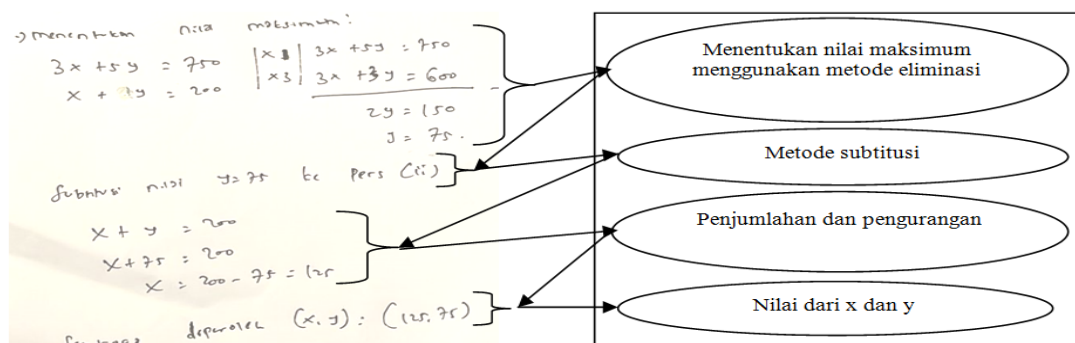 → menentukan nilai maksimum :
3x + 5y = 750 | x 1 | 3x + 5y = 750
x + y = 200 | x 3 | 3x + 3y = 600
2y = 150
y = 75 .
Subtitusi nilai y = 75 ke pers (ii)
x + y = 200
x + 75 = 200
x = 200 - 75 = 125
diperoleh (x, y) : (125, 75)
Menentukan nilai maksimum
menggunakan metode eliminasi
Metode subtitusi
Penjumlahan dan pengurangan
Nilai dari x dan y